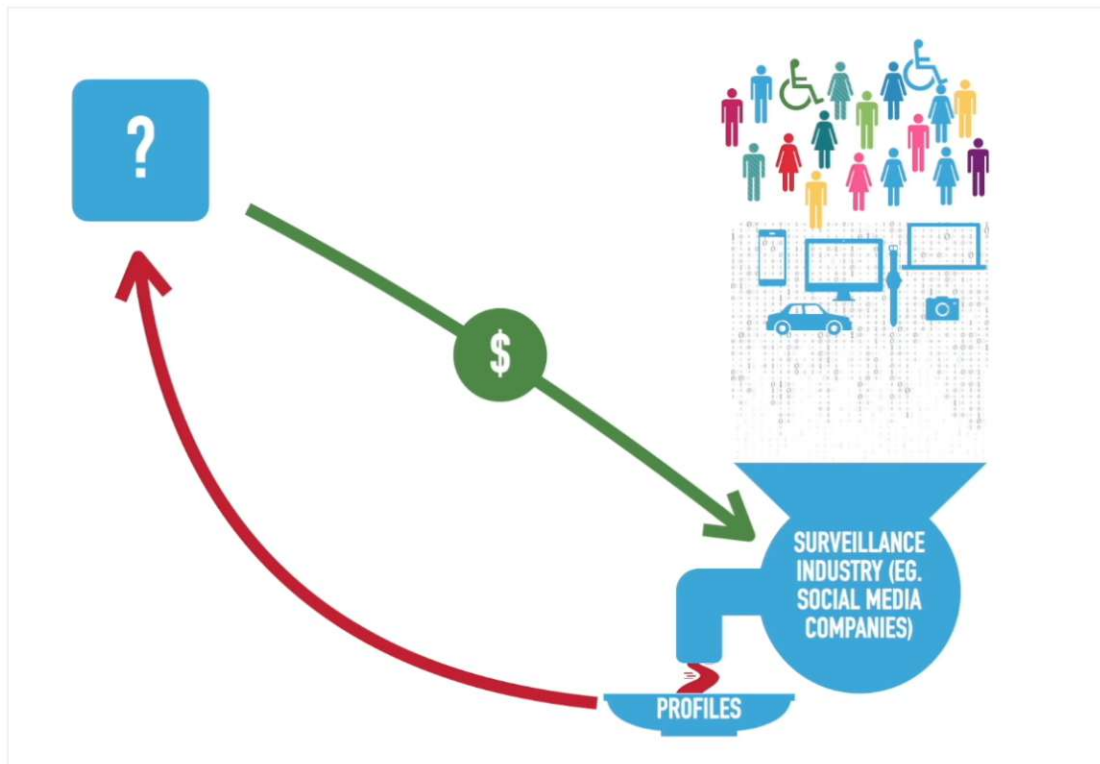 ?
$
SURVEILLANCE
INDUSTRY (EG.
SOCIAL MEDIA
COMPANIES)
PROFILES